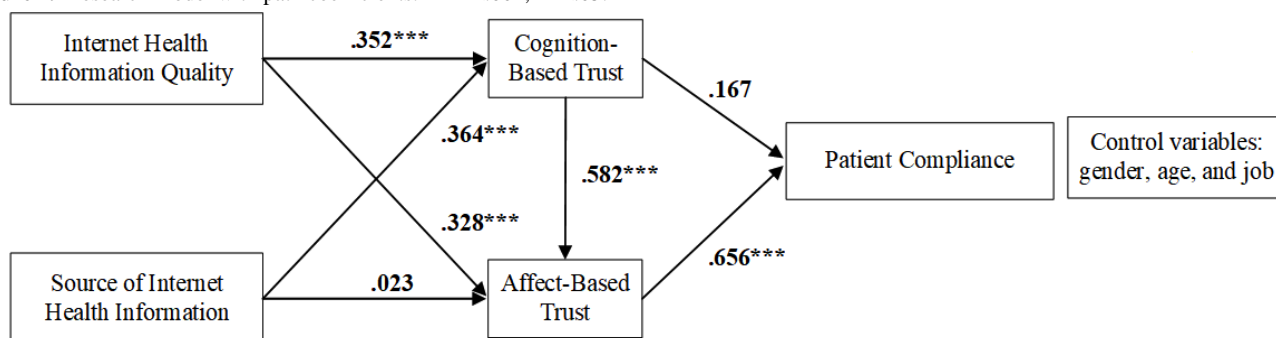 Internet Health
Information Quality
Source of Internet
Health Information
.352***
.364***
.328***
.023
Cognition-
Based Trust
.582***
Affect-Based
Trust
.167
.656***
Patient Compliance
Control variables:
gender, age, and job